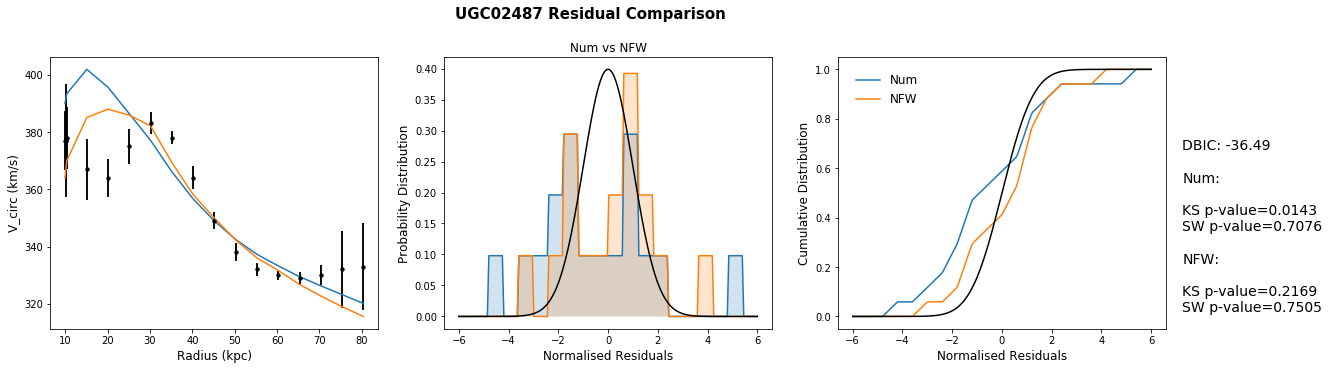 UGC02487 Residual Comparison
Num vs NFW
400
380
360
340
320
10
20
30
40
50
60
70
80
V_circ (km/s)
Radius (kpc)
0.40
0.35
0.30
0.25
0.20
0.15
0.10
0.05
0.00
−6
−4
−2
0
2
4
6
Probability Distribution
Normalised Residuals
1.0
0.8
0.6
0.4
0.2
0.0
−6
−4
−2
0
2
4
6
Cumulative Distribution
Normalised Residuals
Num
NFW
DBIC: -36.49
Num:
KS p-value=0.0143
SW p-value=0.7076
NFW:
KS p-value=0.2169
SW p-value=0.7505